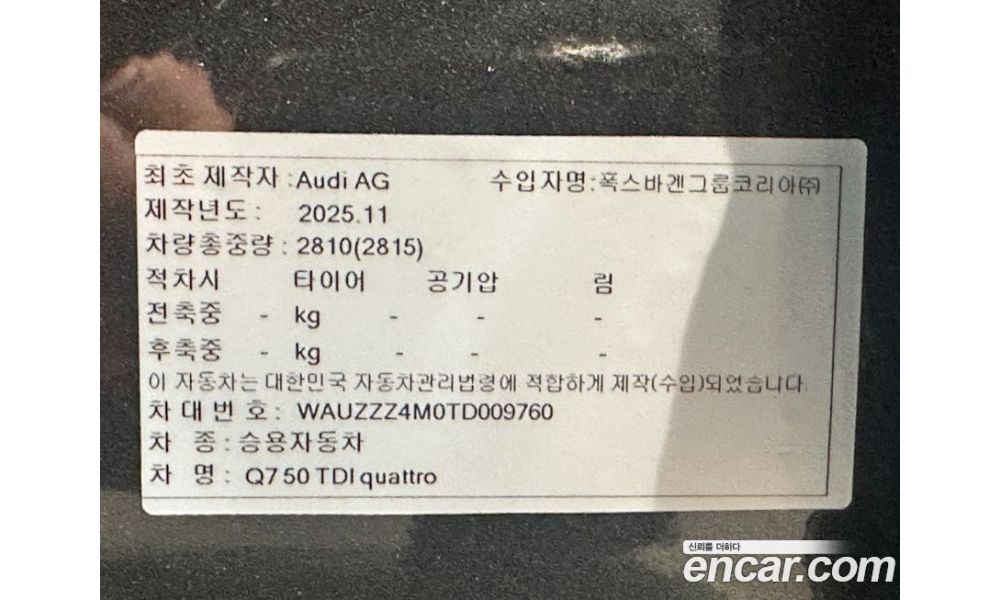 최초 제작자 : Audi AG 수입자명 : 폭스바겐그룹코리아㈜
제작년도 : 2025.11
차량총중량 : 2810(2815)
적차시 타이어 공기압 림
전축중 - kg - - -
후축중 - kg - - -
이 자동차는 대한민국 자동차관리법령에 적합하게 제작(수입)되었습니다.
차대번호 : WAUZZZ4M0TD009760
차 종 : 승용자동차
차 명 : Q7 50 TDI quattro
신뢰를 더하다
encar.com